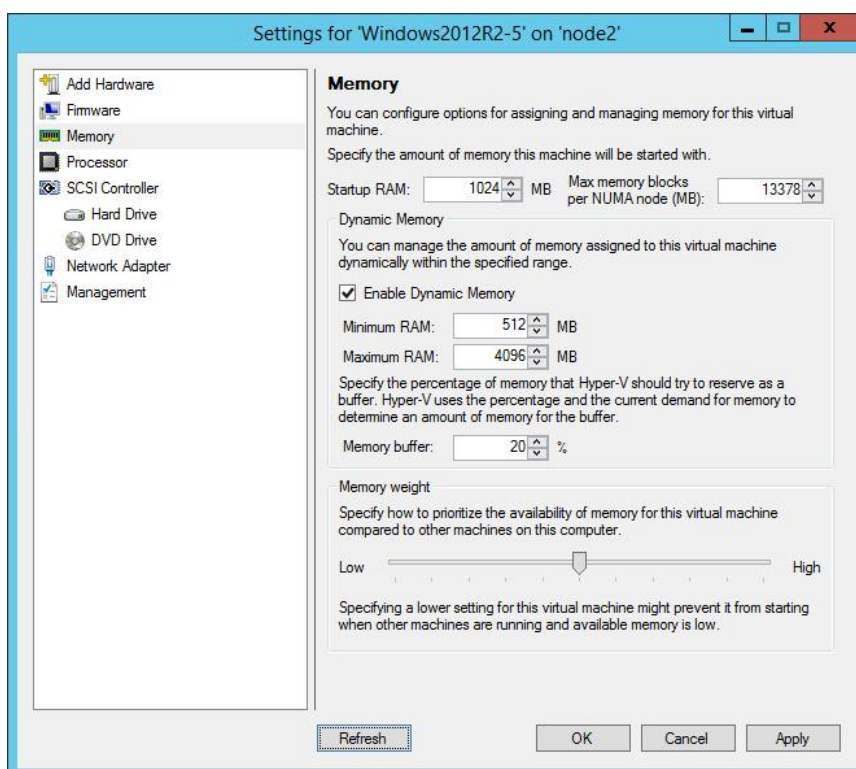 Settings for 'Windows2012R2-5' on 'node2'
Add Hardware
Firmware
Memory
Processor
SCSI Controller
Hard Drive
DVD Drive
Network Adapter
Management
Memory
You can configure options for assigning and managing memory for this virtual
machine.
Specify the amount of memory this machine will be started with.
Startup RAM: 1024 MB Max memory blocks
per NUMA node (MB): 13378
Dynamic Memory
You can manage the amount of memory assigned to this virtual machine
dynamically within the specified range.
Enable Dynamic Memory
Minimum RAM: 512 MB
Maximum RAM: 4096 MB
Specify the percentage of memory that Hyper-V should try to reserve as a
buffer. Hyper-V uses the percentage and the current demand for memory to
determine an amount of memory for the buffer.
Memory buffer: 20 %
Memory weight
Specify how to prioritize the availability of memory for this virtual machine
compared to other machines on this computer.
Low High
Specifying a lower setting for this virtual machine might prevent it from starting
when other machines are running and available memory is low.
Refresh OK Cancel Apply